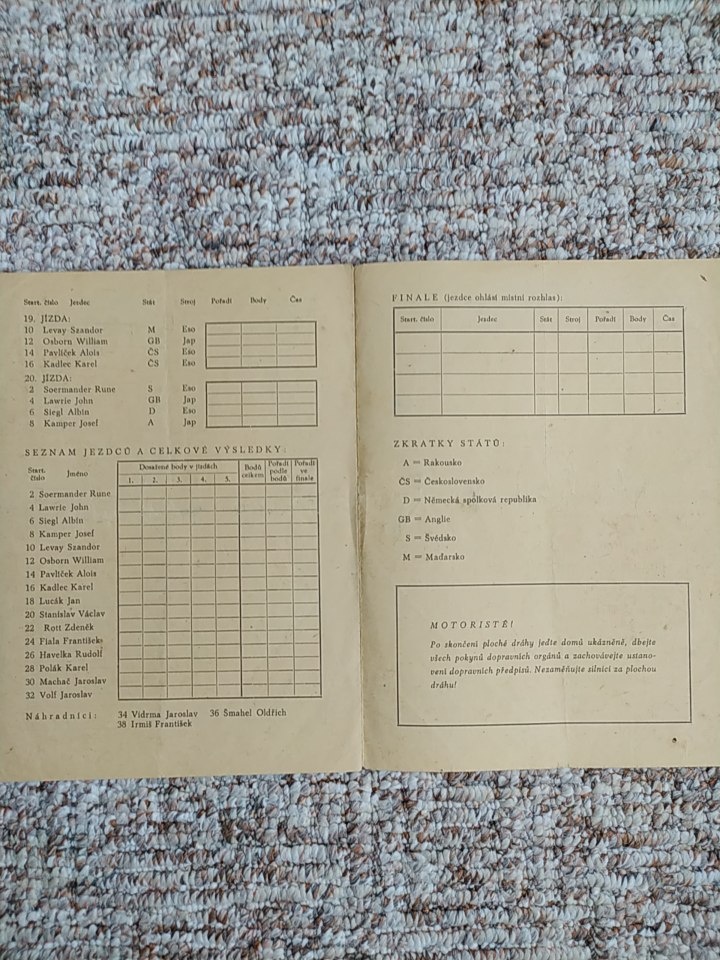 Start. číslo Jezdec Stát Stroj Pořadí Body Čas
19. JÍZDA:
10 Levay Szandor M Eso
12 Osborn William GB Jap
14 Pavlíček Alois ČS Eso
16 Kadlec Karel ČS Eso
20. JÍZDA:
2 Soermander Rune S Eso
4 Lawrie John GB Jap
6 Siegl Albin D Eso
8 Kamper Josef A Jap
SEZNAM JEZDCŮ A CELKOVÉ VÝSLEDKY:
Start. číslo Jméno Dosažené body v jízdách Bodů celkem Pořadí podle bodů Pořadí ve finale
1. 2. 3. 4. 5.
2 Soermander Rune
4 Lawrie John
6 Siegl Albin
8 Kamper Josef
10 Levay Szandor
12 Osborn William
14 Pavlíček Alois
16 Kadlec Karel
18 Lucák Jan
20 Stanislav Václav
22 Rott Zdeněk
24 Fiala František
26 Havelka Rudolf
28 Polák Karel
30 Machač Jaroslav
32 Volf Jaroslav
Náhradníci: 34 Vidrma Jaroslav 36 Šmahel Oldřich
38 Irmiš František
FINALE (jezdce ohlásí místní rozhlas):
Start. číslo Jezdec Stát Stroj Pořadí Body Čas
ZKRATKY STÁTŮ:
A = Rakousko
ČS = Československo
D = Německá spolková republika
GB = Anglie
S = Švédsko
M = Maďarsko
MOTORISTÉ!
Po skončení ploché dráhy jeďte domů ukázněně, dbejte
všech pokynů dopravních orgánů a zachovávejte ustano-
vení dopravních předpisů. Nezaměňujte silnici za plochou
dráhu!